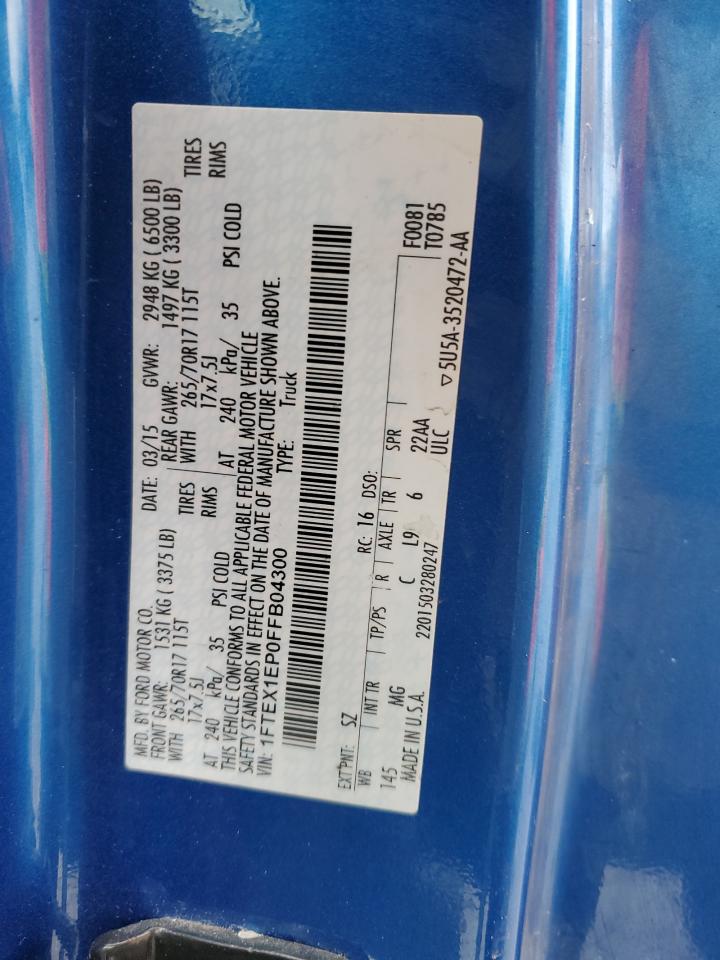 MFD. BY FORD MOTOR CO.
DATE: 03/15 GVWR: 2948 KG ( 6500 LB)
FRONT GAWR: 1531 KG ( 3375 LB)
REAR GAWR: 1497 KG ( 3300 LB)
WITH 265/70R17 115T TIRES
WITH 265/70R17 115T TIRES
17x7.5J RIMS
17x7.5J RIMS
AT 240 kPa/ 35 PSI COLD
AT 240 kPa/ 35 PSI COLD
THIS VEHICLE CONFORMS TO ALL APPLICABLE FEDERAL MOTOR VEHICLE
SAFETY STANDARDS IN EFFECT ON THE DATE OF MANUFACTURE SHOWN ABOVE.
VIN: 1FTEX1EP0FFB04300 TYPE: Truck
EXT PNT: SZ RC: 16 DSO:
WB INT TR TP/PS R AXLE TR SPR
145 MG C L9 6 22AA
F0081
T0785
MADE IN U.S.A. 2201503280247 ULC
▽5U5A-3520472-AA